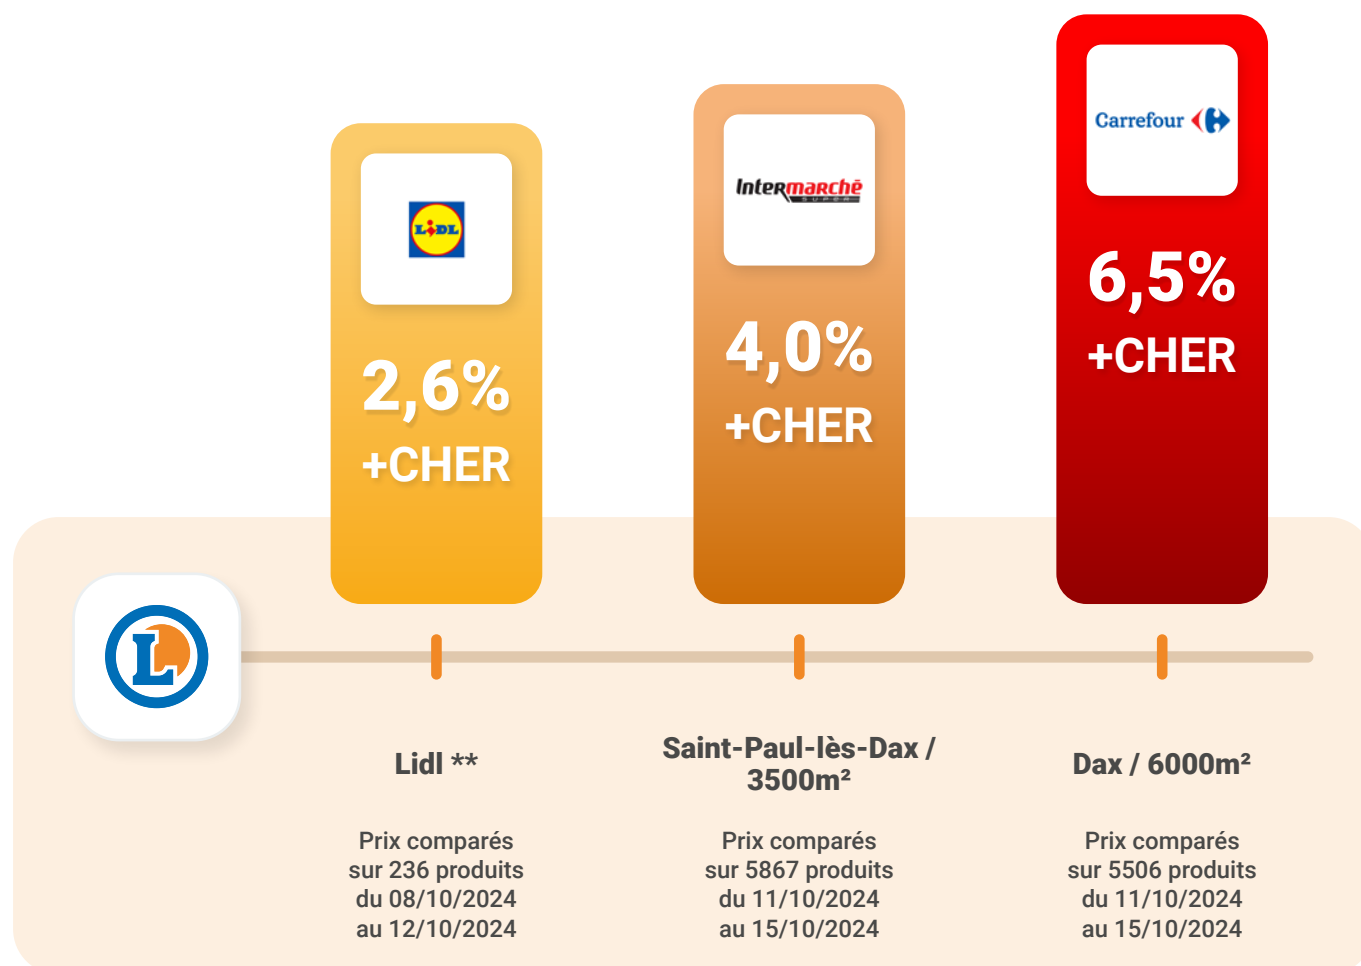 LiDL
2,6%
+CHER
Intermarchē
SUPER
4,0%
+CHER
Carrefour
6,5%
+CHER
L
Lidl **
Prix comparés
sur 236 produits
du 08/10/2024
au 12/10/2024
Saint-Paul-lès-Dax /
3500m²
Prix comparés
sur 5867 produits
du 11/10/2024
au 15/10/2024
Dax / 6000m²
Prix comparés
sur 5506 produits
du 11/10/2024
au 15/10/2024